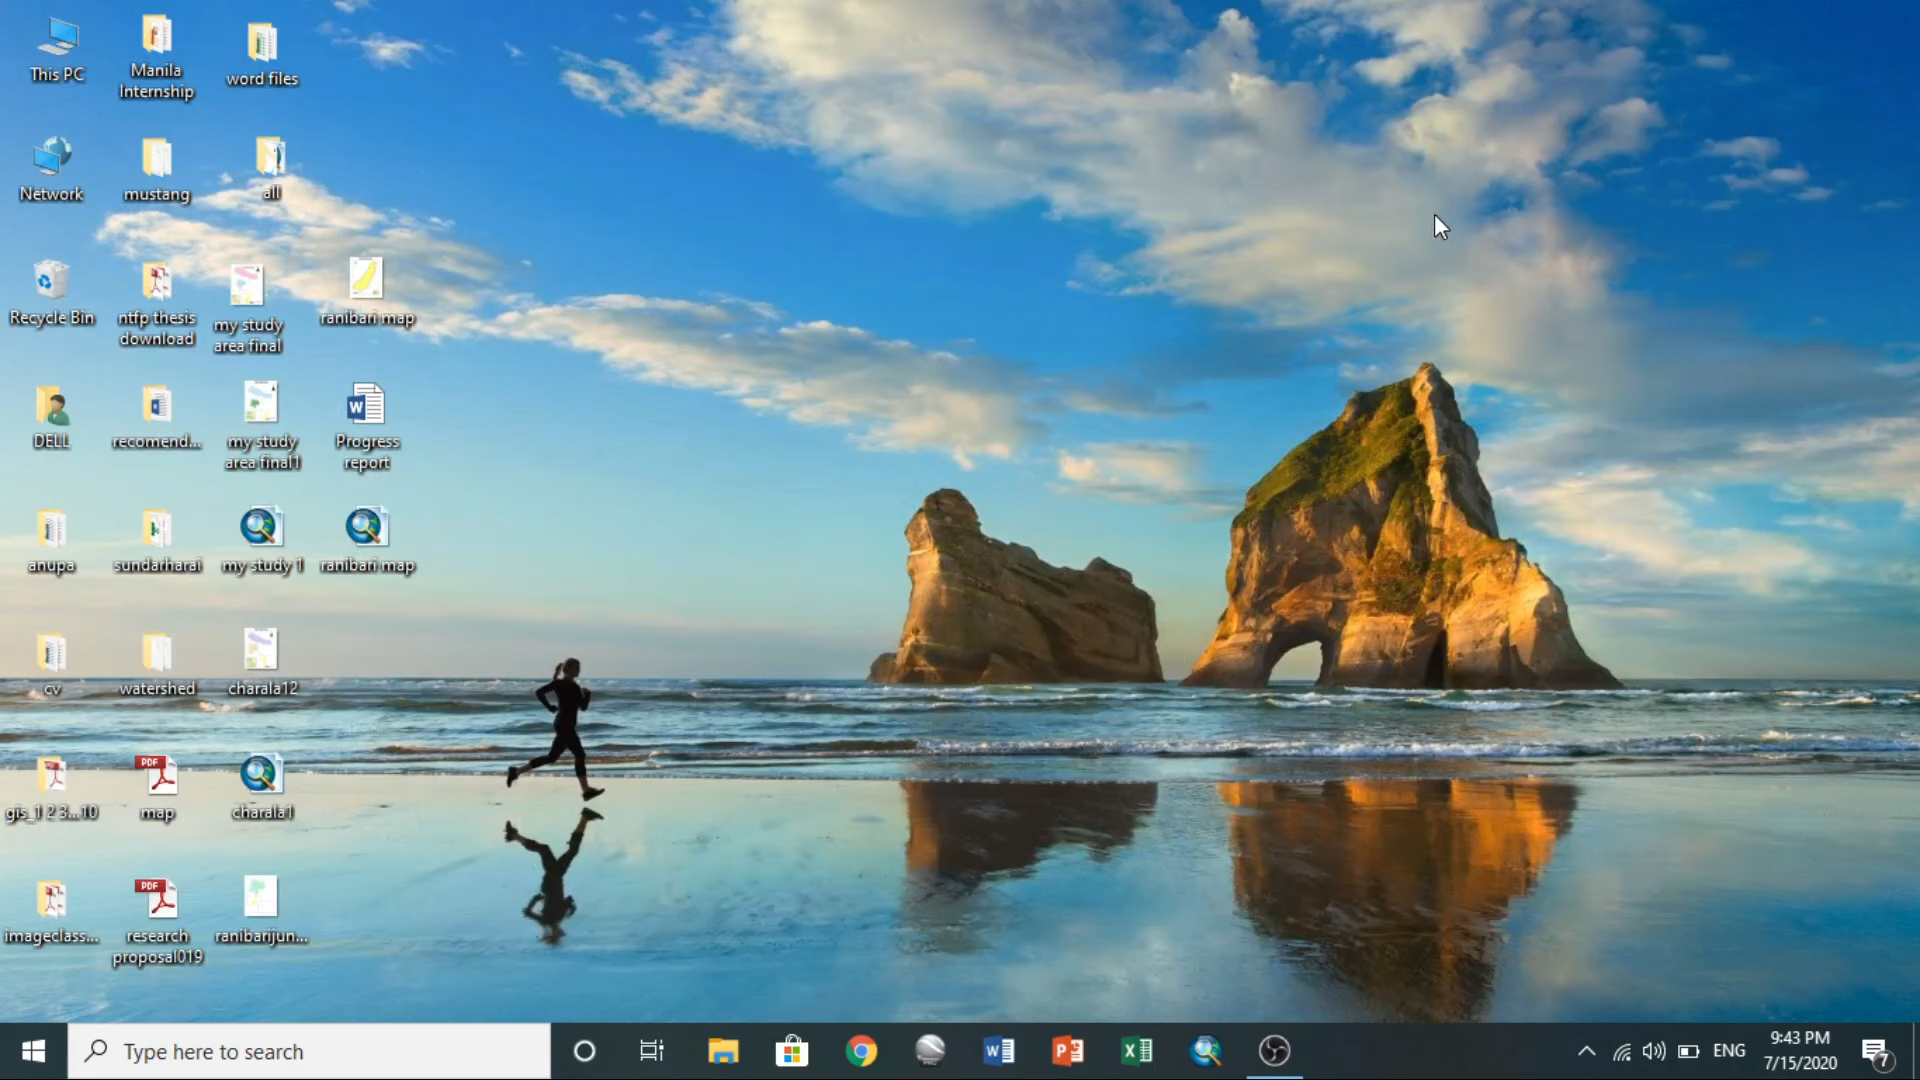 This PC
Manila
Internship
word files
Network
mustang
all
Recycle Bin
ntfp thesis
download
my study
area final
ranibari map
DELL
recomend...
my study
area final1
Progress
report
anupa
sundarharai
my study 1
ranibari map
cv
watershed
charala12
gis_1 2 3...10
map
charala1
imageclass...
research
proposal019
ranibarijun...
Type here to search
ENG
9:43 PM
7/15/2020
7